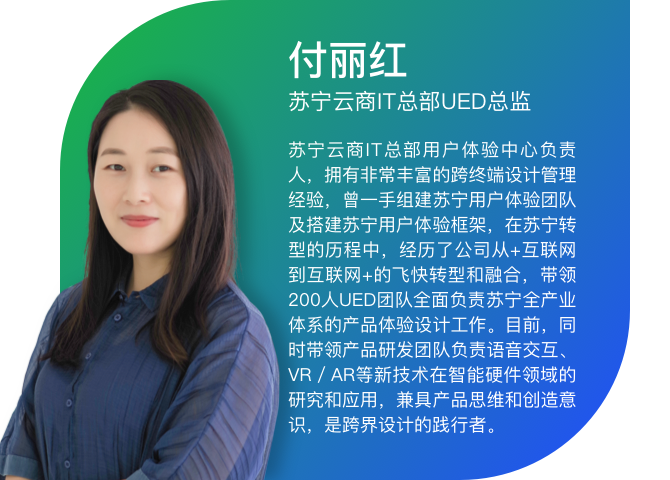 付丽红
苏宁云商IT总部UED总监
苏宁云商IT总部用户体验中心负责
人，拥有非常丰富的跨终端设计管理
经验，曾一手组建苏宁用户体验团队
及搭建苏宁用户体验框架，在苏宁转
型的历程中，经历了公司从+互联网
到互联网+的飞快转型和融合，带领
200人UED团队全面负责苏宁全产业
体系的产品体验设计工作。目前，同
时带领产品研发团队负责语音交互、
VR / AR等新技术在智能硬件领域的
研究和应用，兼具产品思维和创造意
识，是跨界设计的践行者。